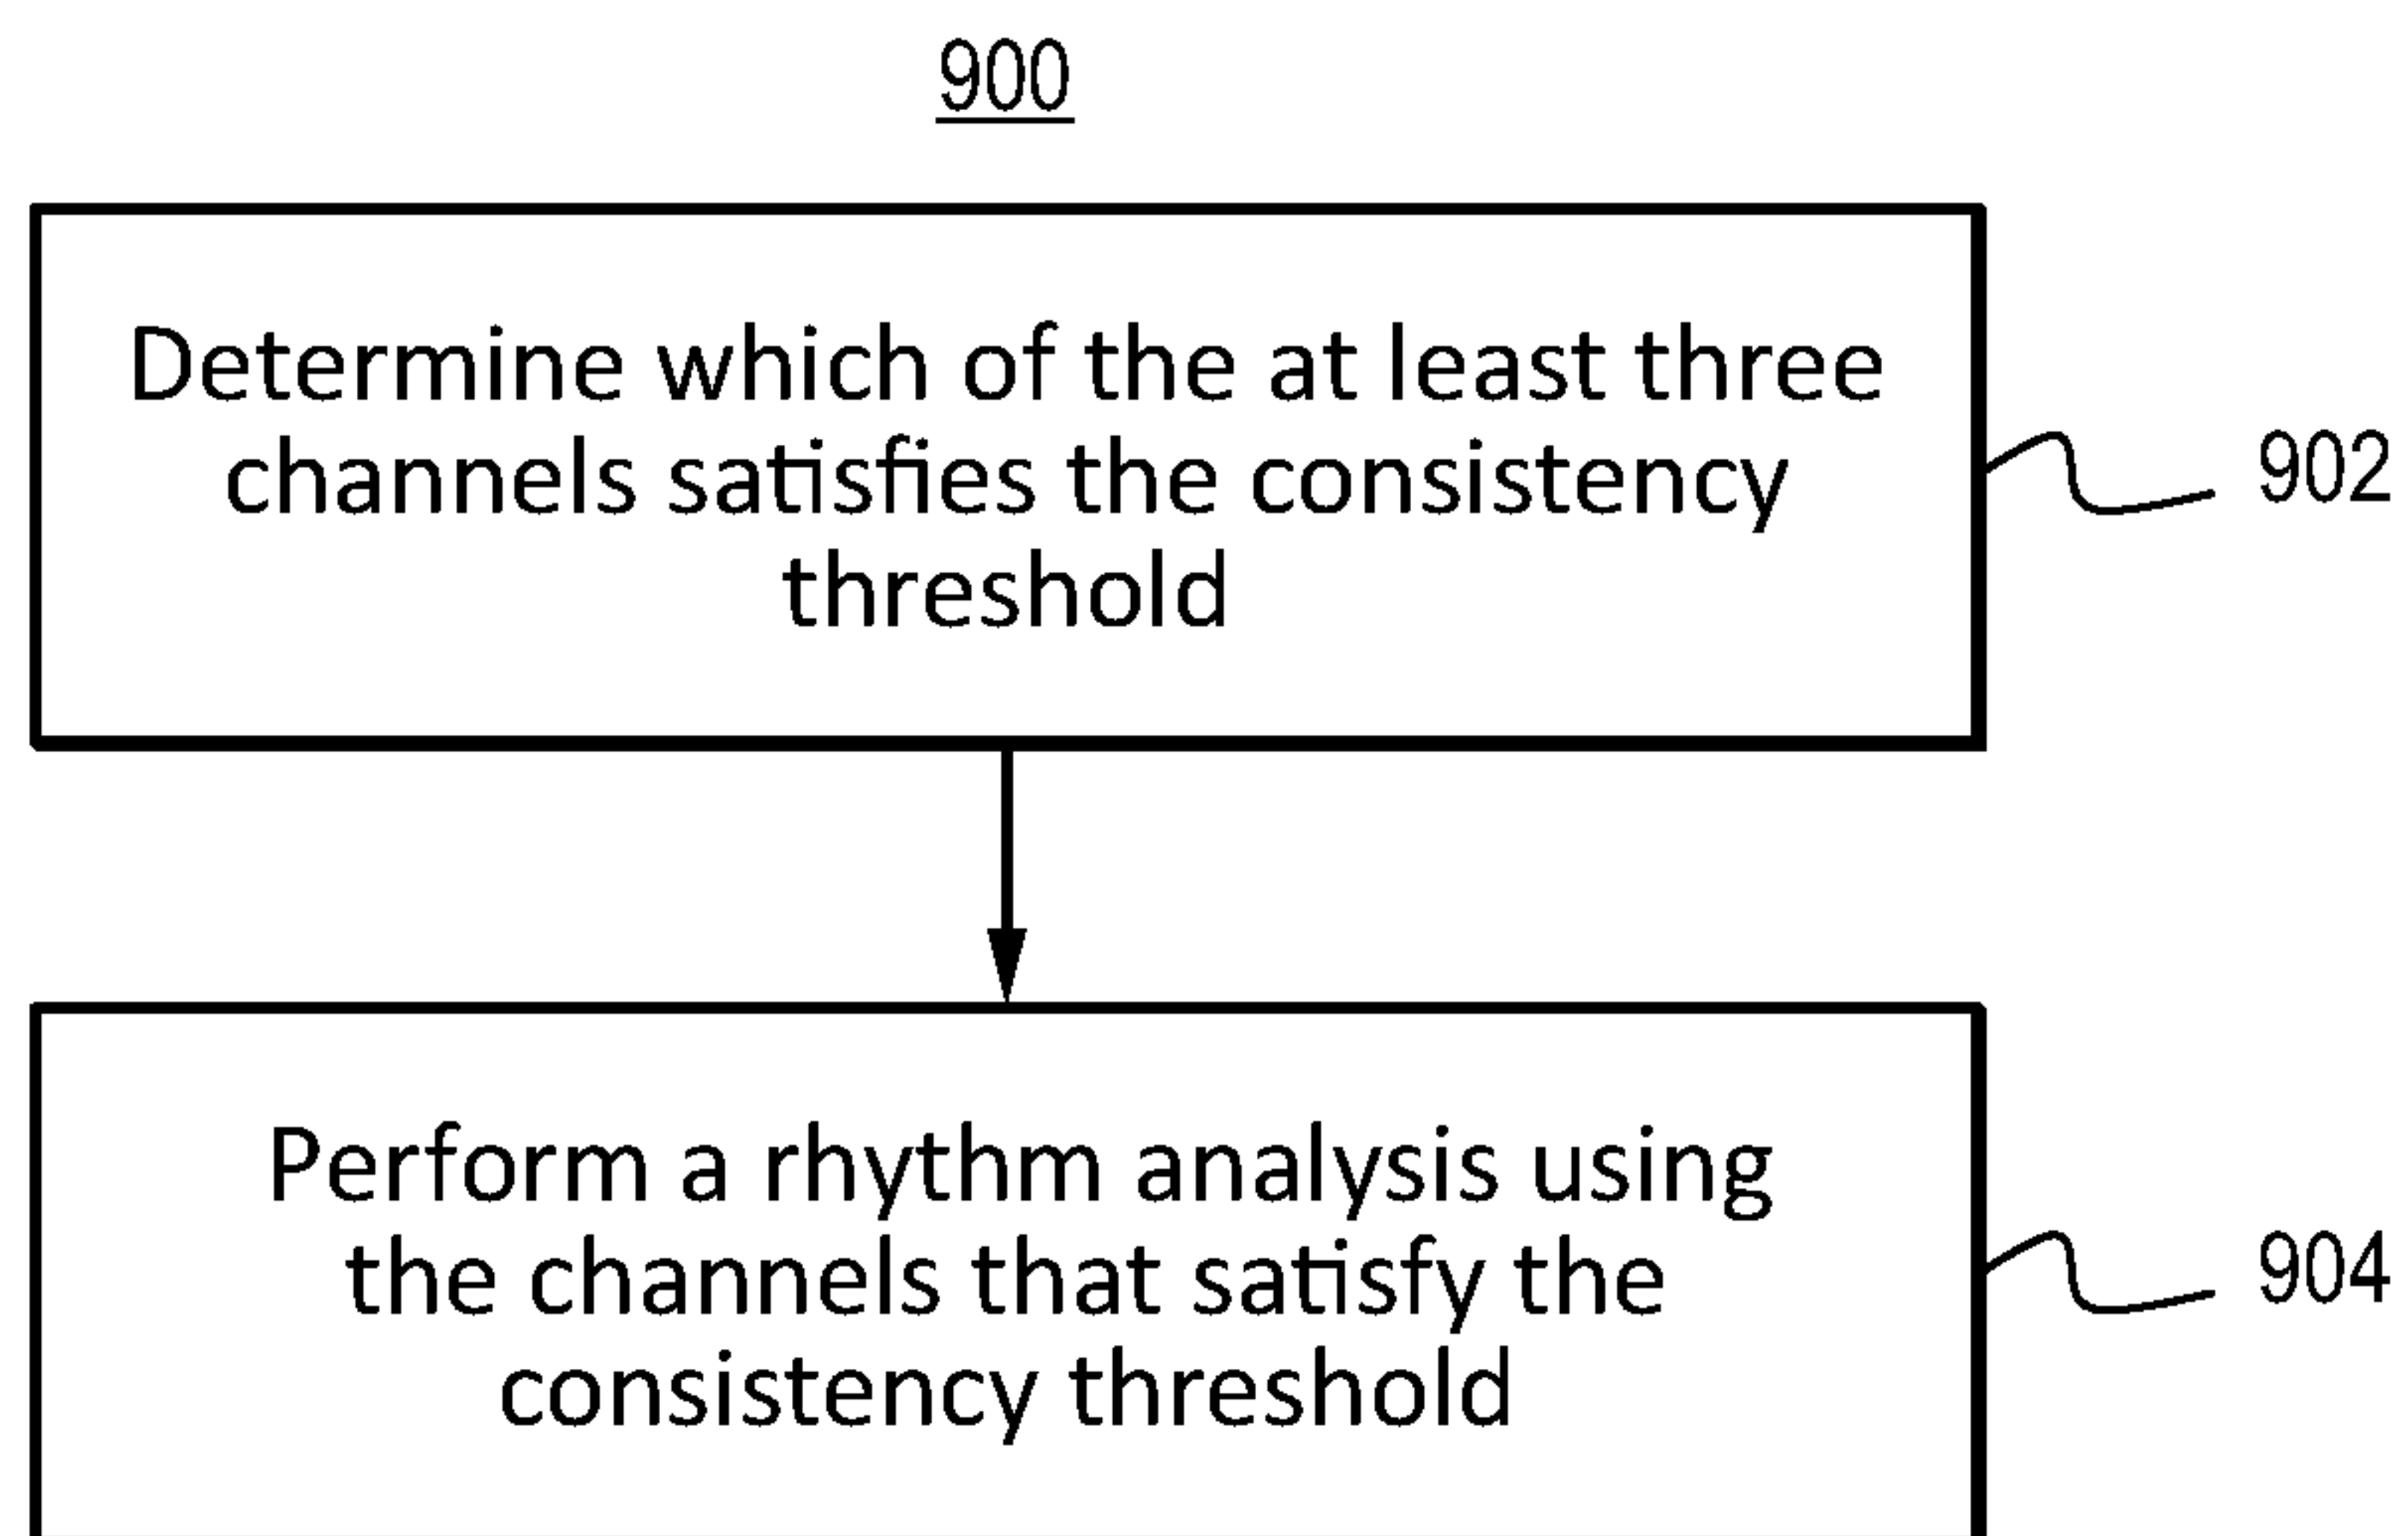 900
Determine which of the at least three
channels satisfies the consistency
threshold
902
Perform a rhythm analysis using
the channels that satisfy the
consistency threshold
904